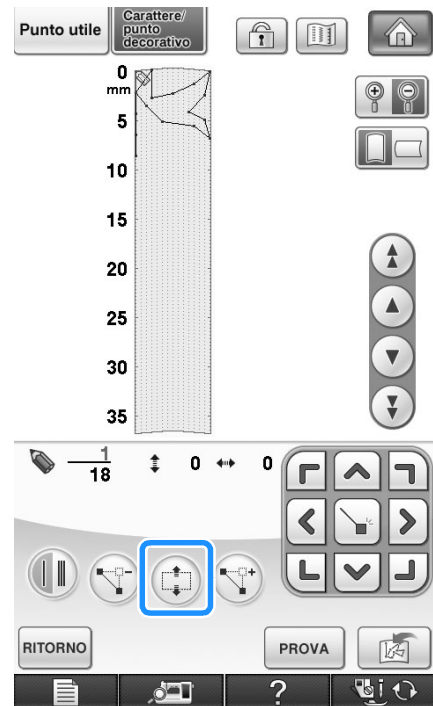 Punto utile
Carattere/
punto
decorativo
0
mm
5
10
15
20
25
30
35
1
18
0
0
RITORNO
PROVA
?